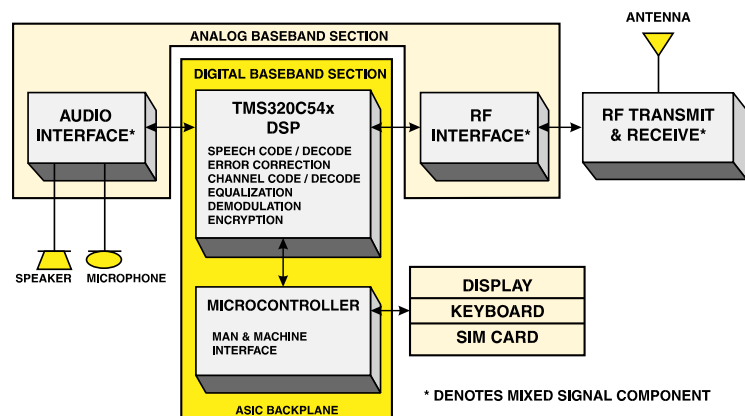 ANALOG BASEBAND SECTION
ANTENNA
DIGITAL BASEBAND SECTION
AUDIO
INTERFACE*
TMS320C54x
DSP
SPEECH CODE / DECODE
ERROR CORRECTION
CHANNEL CODE / DECODE
EQUALIZATION
DEMODULATION
ENCRYPTION
RF
INTERFACE*
RF TRANSMIT
& RECEIVE*
SPEAKER
MICROPHONE
MICROCONTROLLER
MAN & MACHINE
INTERFACE
DISPLAY
KEYBOARD
SIM CARD
ASIC BACKPLANE
* DENOTES MIXED SIGNAL COMPONENT